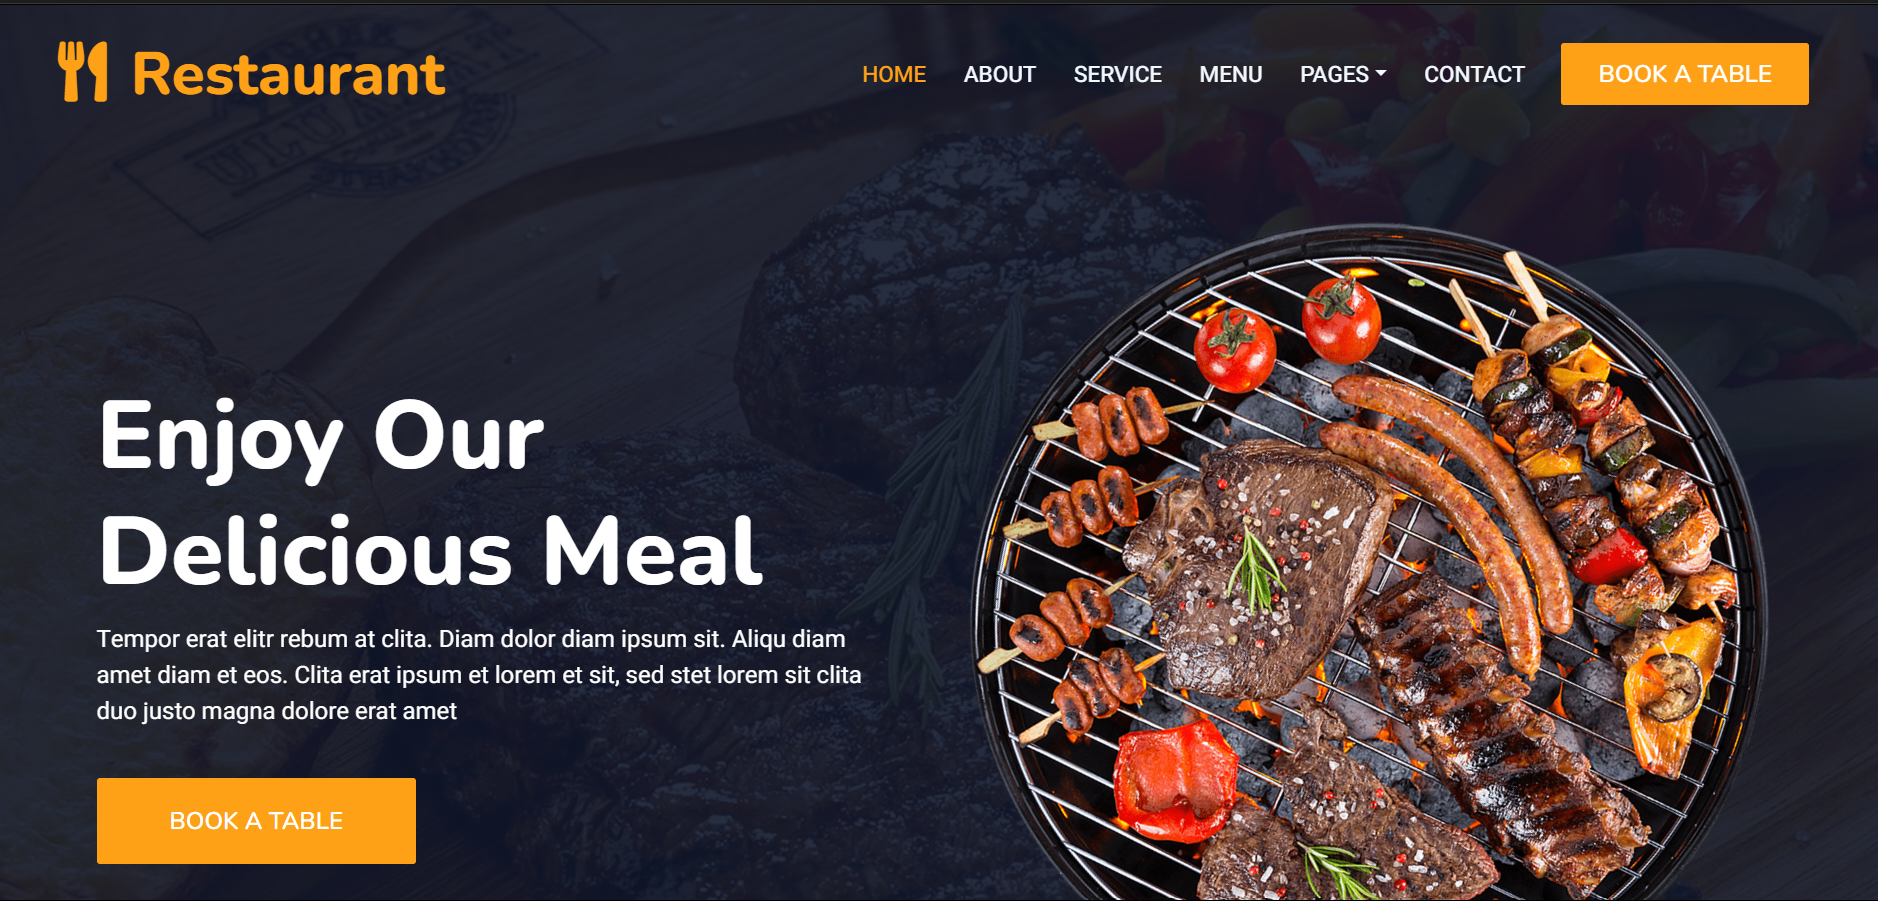 Restaurant
HOME ABOUT SERVICE MENU PAGES CONTACT BOOK A TABLE
Enjoy Our
Delicious Meal
Tempor erat elitr rebum at clita. Diam dolor diam ipsum sit. Aliqu diam
amet diam et eos. Clita erat ipsum et lorem et sit, sed stet lorem sit clita
duo justo magna dolore erat amet
BOOK A TABLE